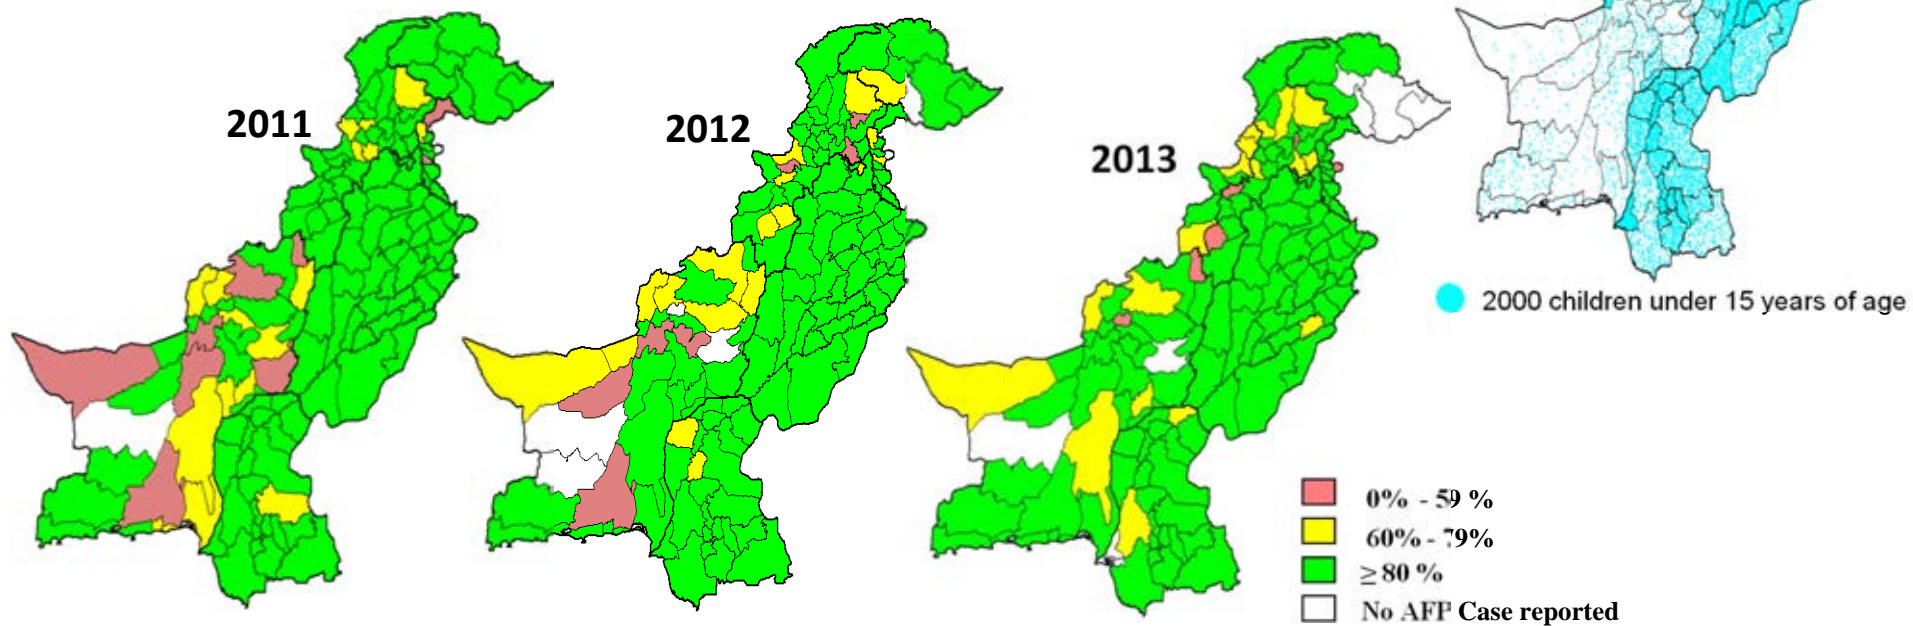 2011
2012
2013
2000 children under 15 years of age
0% - 59 %
60% - 79%
≥ 80 %
No AFP Case reported